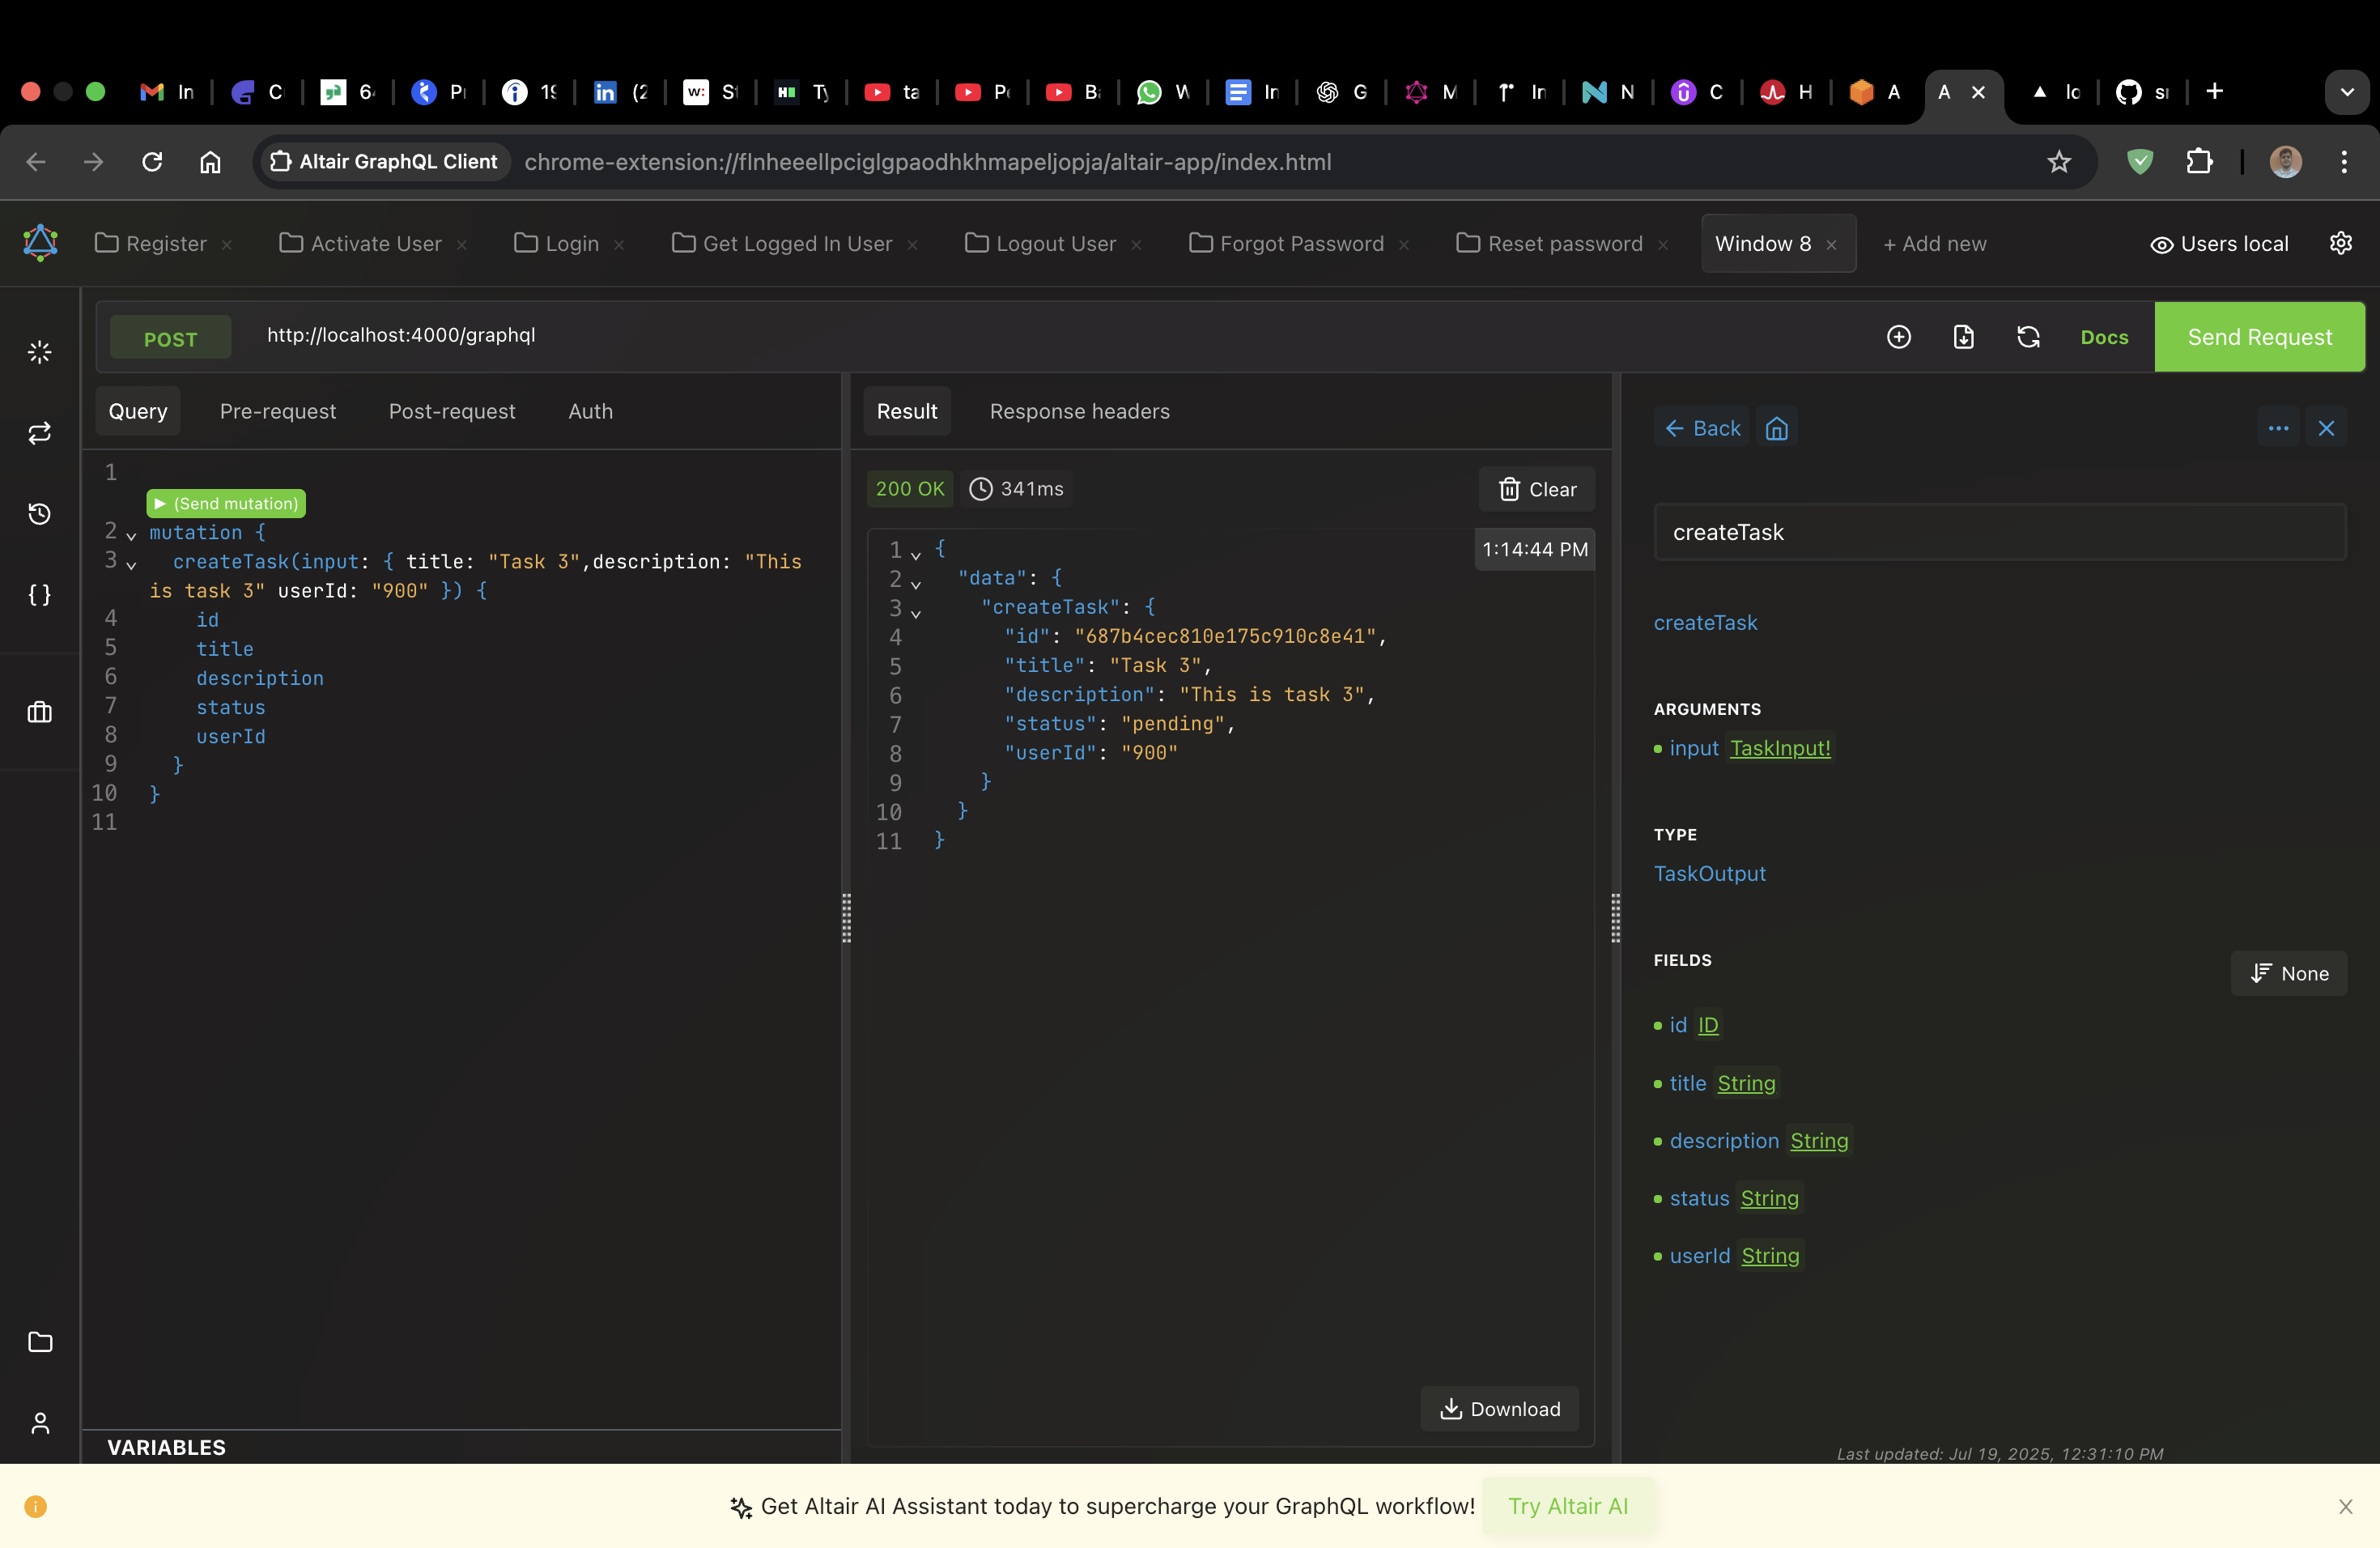 In
C
6
P
19
in (2
w: S
HI Ty
ta
Po
Ba
W
In
G
M
In
N
C
H
A
A
lo
sr
Altair GraphQL Client chrome-extension://flnheeellpciglgpaodhkhmapeljopja/altair-app/index.html
Register
Activate User
Login
Get Logged In User
Logout User
Forgot Password
Reset password
Window 8
+ Add new
Users local
POST http://localhost:4000/graphql Docs Send Request
Query Pre-request Post-request Auth
1
(Send mutation)
2 mutation {
3 createTask(input: { title: "Task 3",description: "This
is task 3" userId: "900" }) {
4 id
5 title
6 description
7 status
8 userId
9 }
10 }
11
VARIABLES
Result Response headers
200 OK 341ms Clear
1:14:44 PM
1 {
2 "data": {
3 "createTask": {
4 "id": "687b4cec810e175c910c8e41",
5 "title": "Task 3",
6 "description": "This is task 3",
7 "status": "pending",
8 "userId": "900"
9 }
10 }
11 }
Download
Back
createTask
createTask
ARGUMENTS
input TaskInput!
TYPE
TaskOutput
FIELDS
None
id ID
title String
description String
status String
userId String
Last updated: Jul 19, 2025, 12:31:10 PM
Get Altair AI Assistant today to supercharge your GraphQL workflow! Try Altair AI